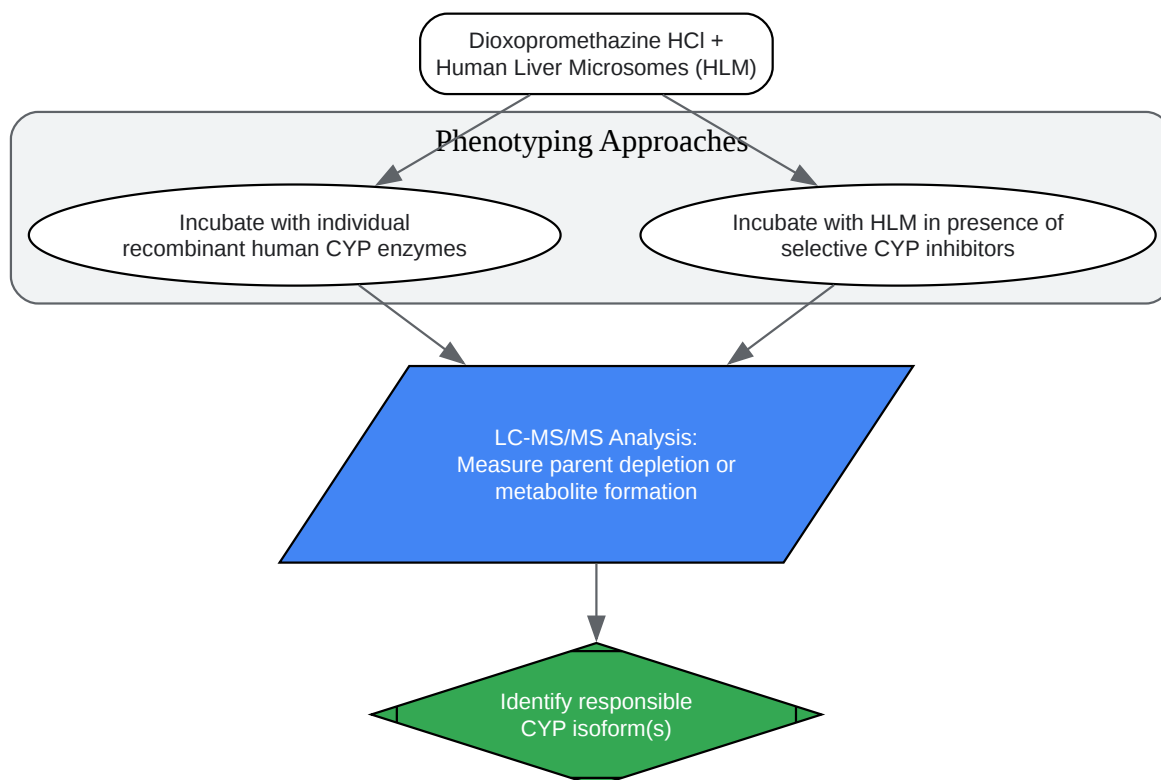 Dioxopromethazine HCl +
Human Liver Microsomes (HLM)
Phenotyping Approaches
Incubate with individual
recombinant human CYP enzymes
Incubate with HLM in presence of
selective CYP inhibitors
LC-MS/MS Analysis:
Measure parent depletion or
metabolite formation
Identify responsible
CYP isoform(s)